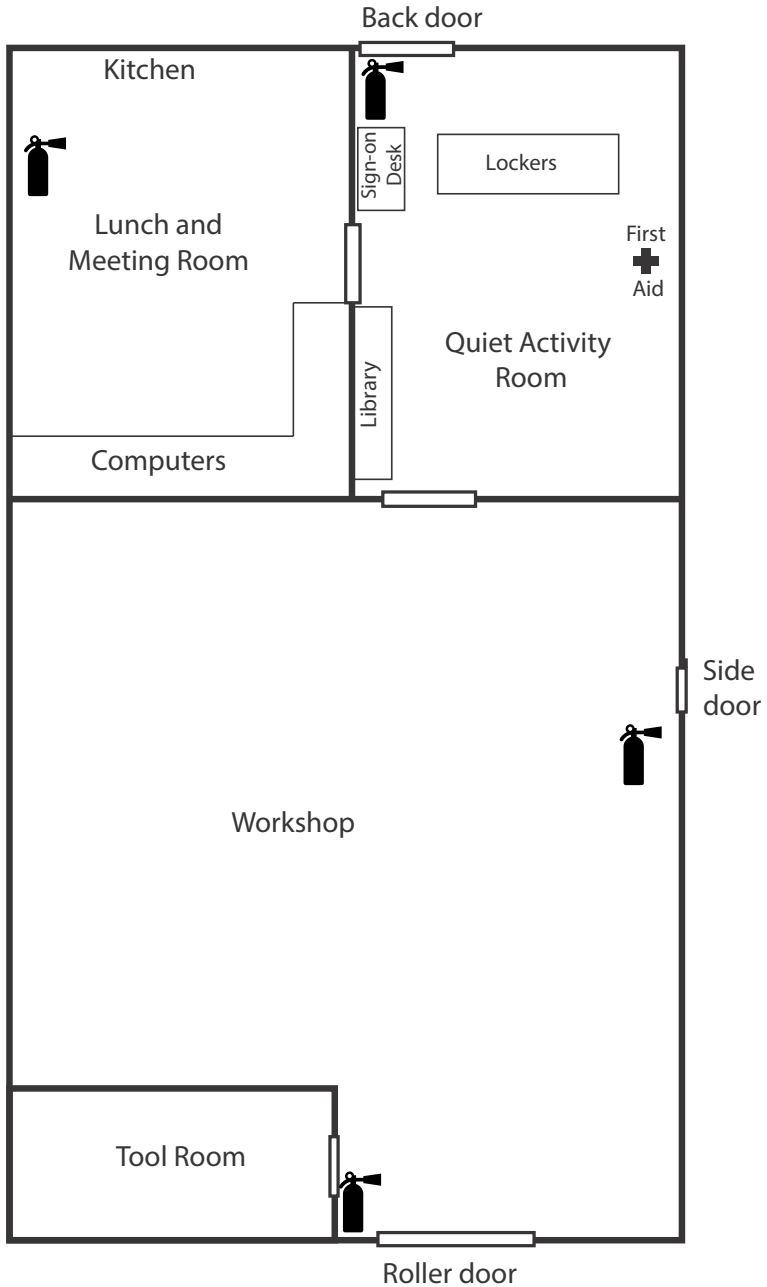 Back door
Kitchen
Sign-on
Desk
Lockers
Lunch and
Meeting Room
First
Aid
Quiet Activity
Room
Library
Computers
Side
door
Workshop
Tool Room
Roller door